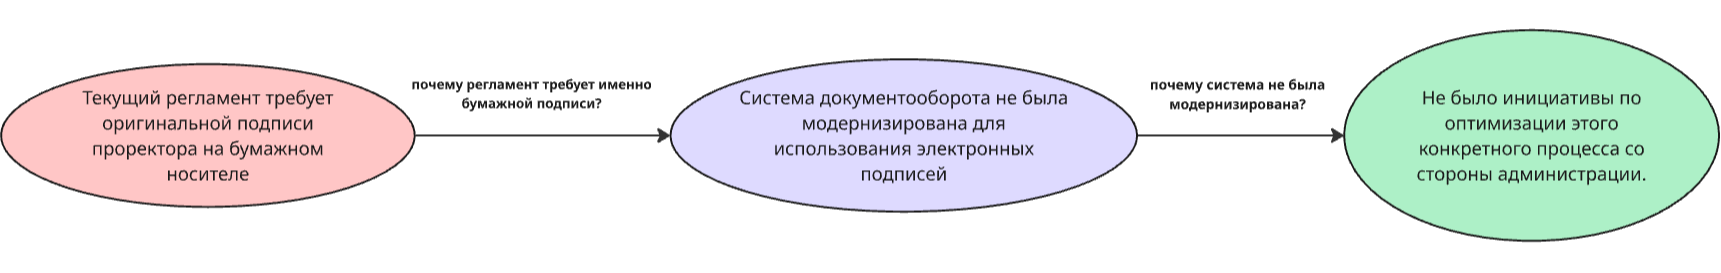 Текущий регламент требует
оригинальной подписи
проректора на бумажном
носителе
почему регламент требует именно
бумажной подписи?
Система документооборота не была
модернизирована для
использования электронных
подписей
почему система не была
модернизирована?
Не было инициативы по
оптимизации этого
конкретного процесса со
стороны администрации.